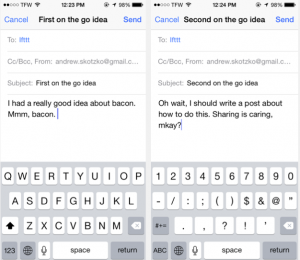 TFW 12:23 PM 98%
Cancel First on the go idea Send
To: Ifttt
Cc/Bcc, From: andrew.skotzko@gmail.c...
Subject: First on the go idea
I had a really good idea about bacon.
Mmm, bacon.
Q W E R T Y U I O P
A S D F G H J K L
Z X C V B N M
123 space return
TFW 12:24 PM 98%
Cancel Second on the go idea Send
To: Ifttt
Cc/Bcc, From: andrew.skotzko@gmail.c...
Subject: Second on the go idea
Oh wait, I should write a post about
how to do this. Sharing is caring,
mkay?
1 2 3 4 5 6 7 8 9 0
- / : ; ( ) $ & @ "
#+= . , ? ! '
ABC space return